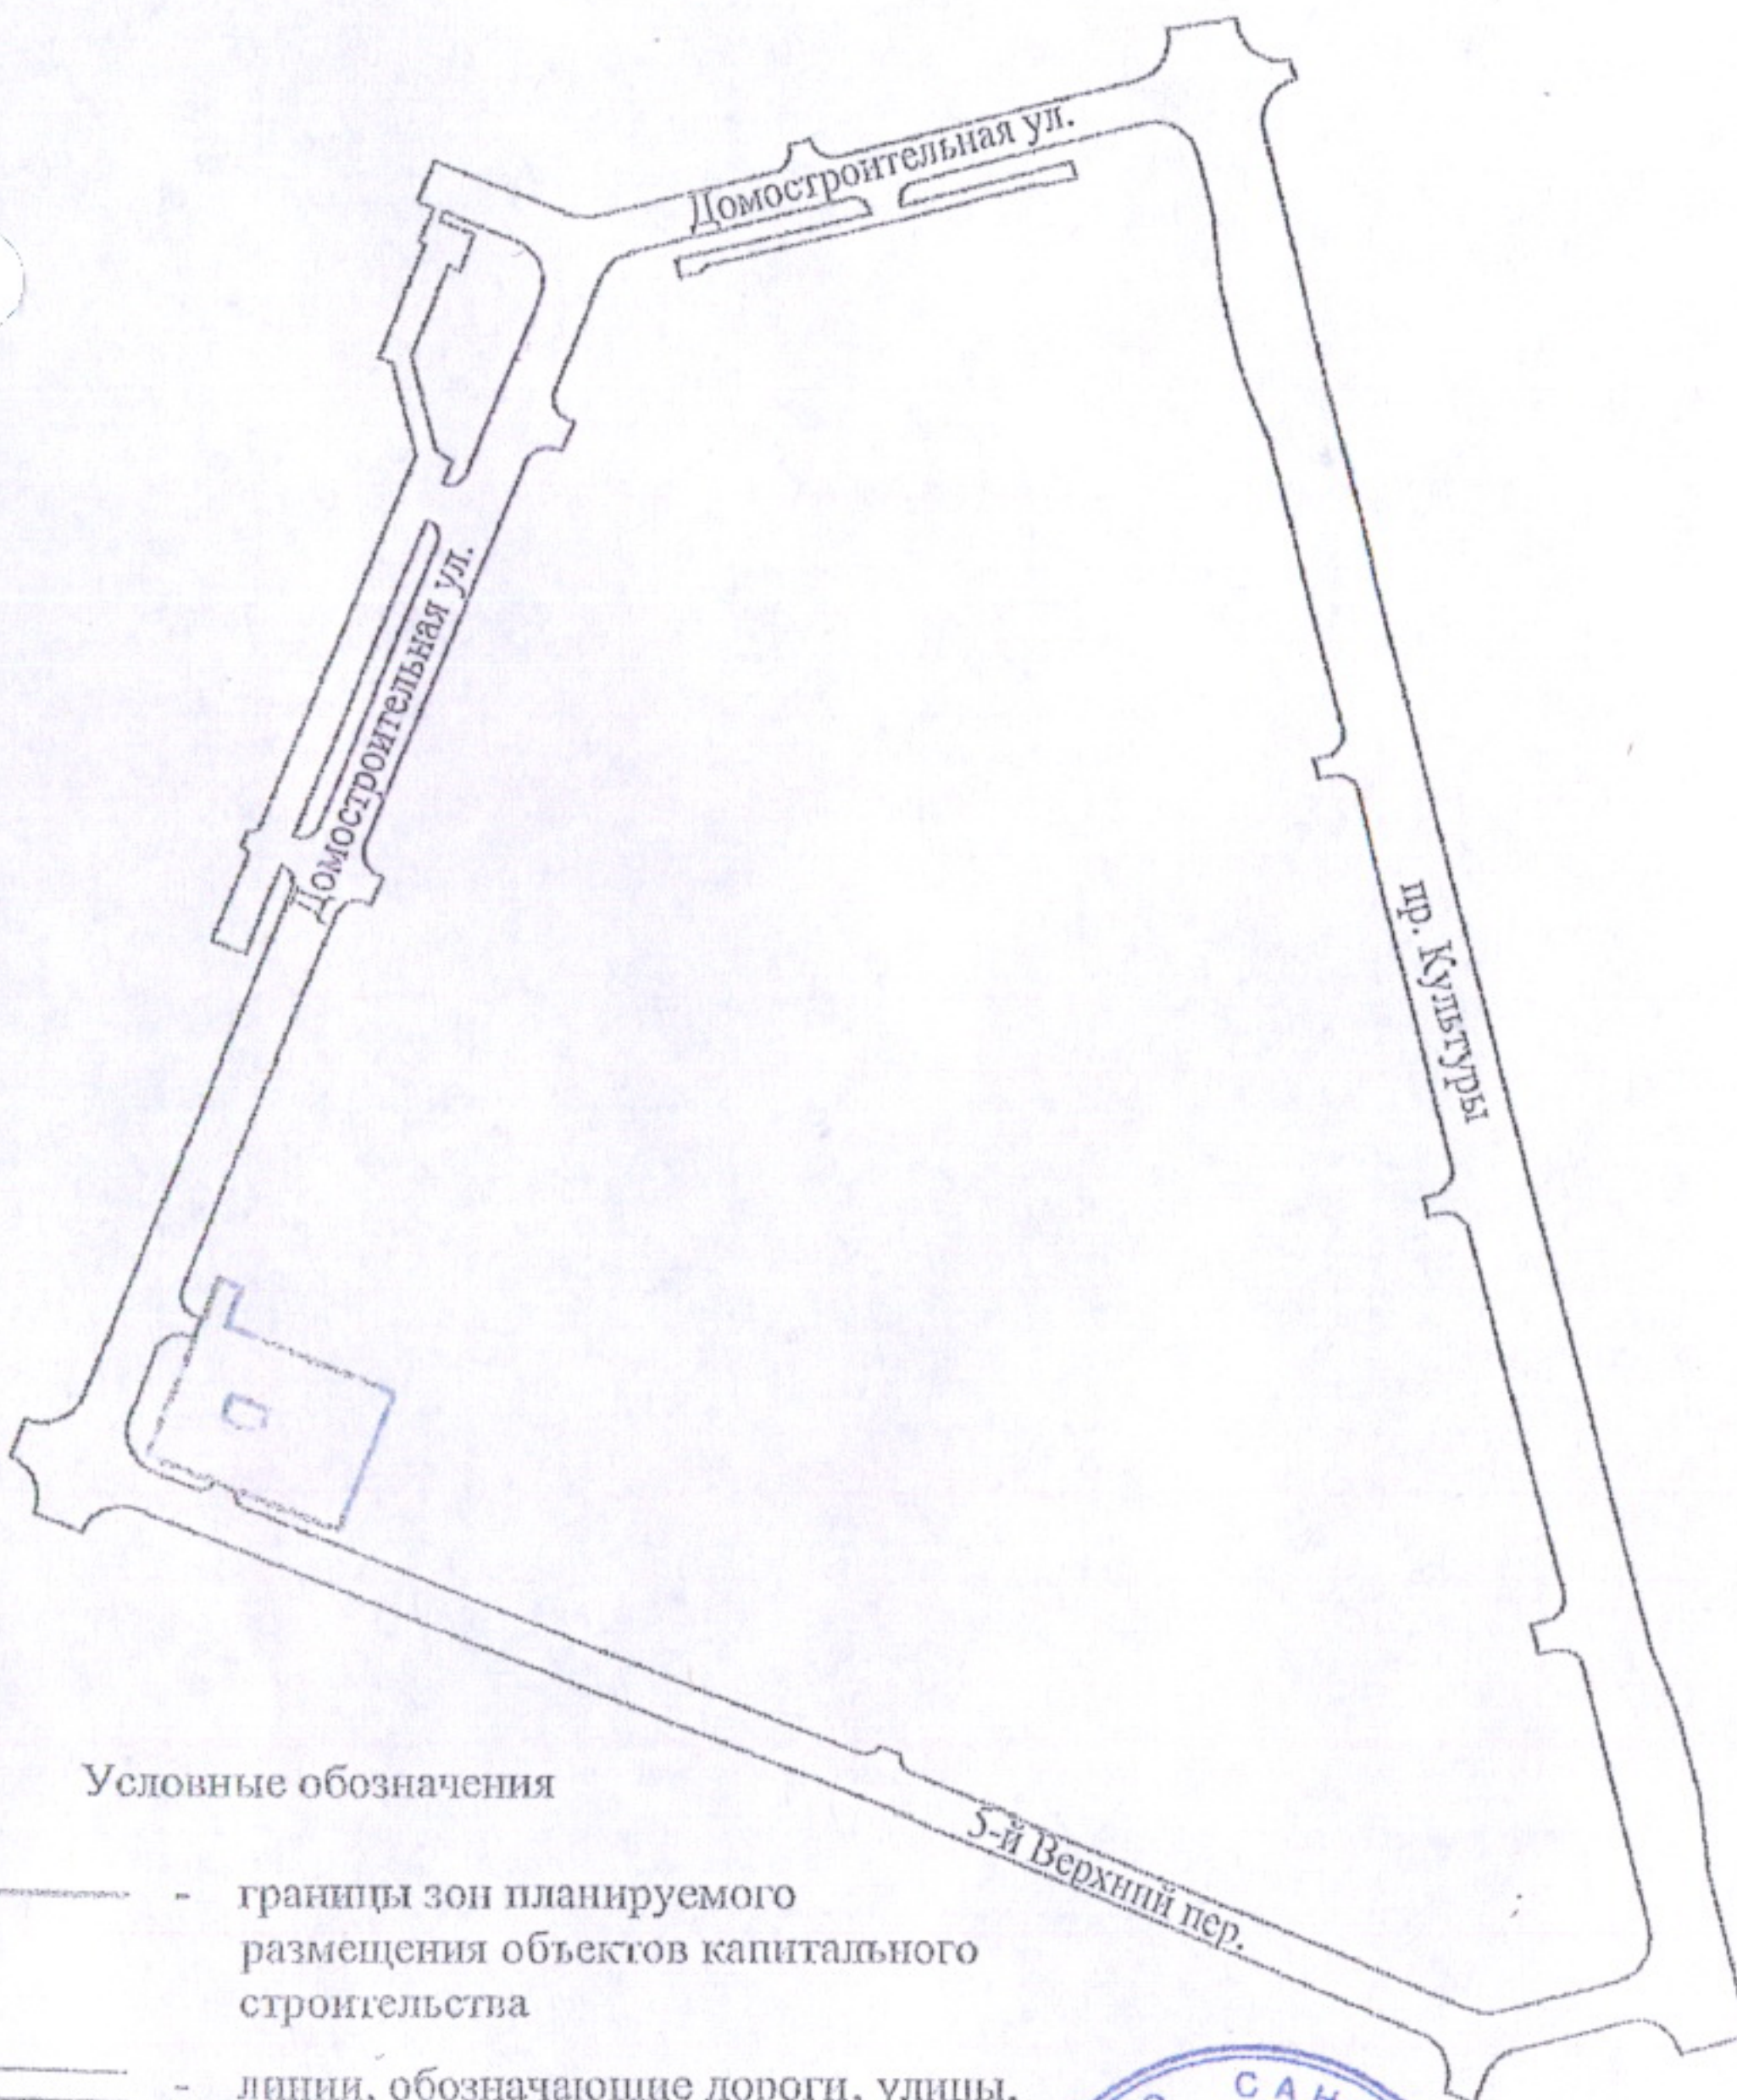 Домостроительная ул.
Домостроительная ул.
пр. Культуры
5-й Верхний пер.
Условные обозначения
- границы зон планируемого
размещения объектов капитального
строительства
- линии, обозначающие дороги, улицы,
САН